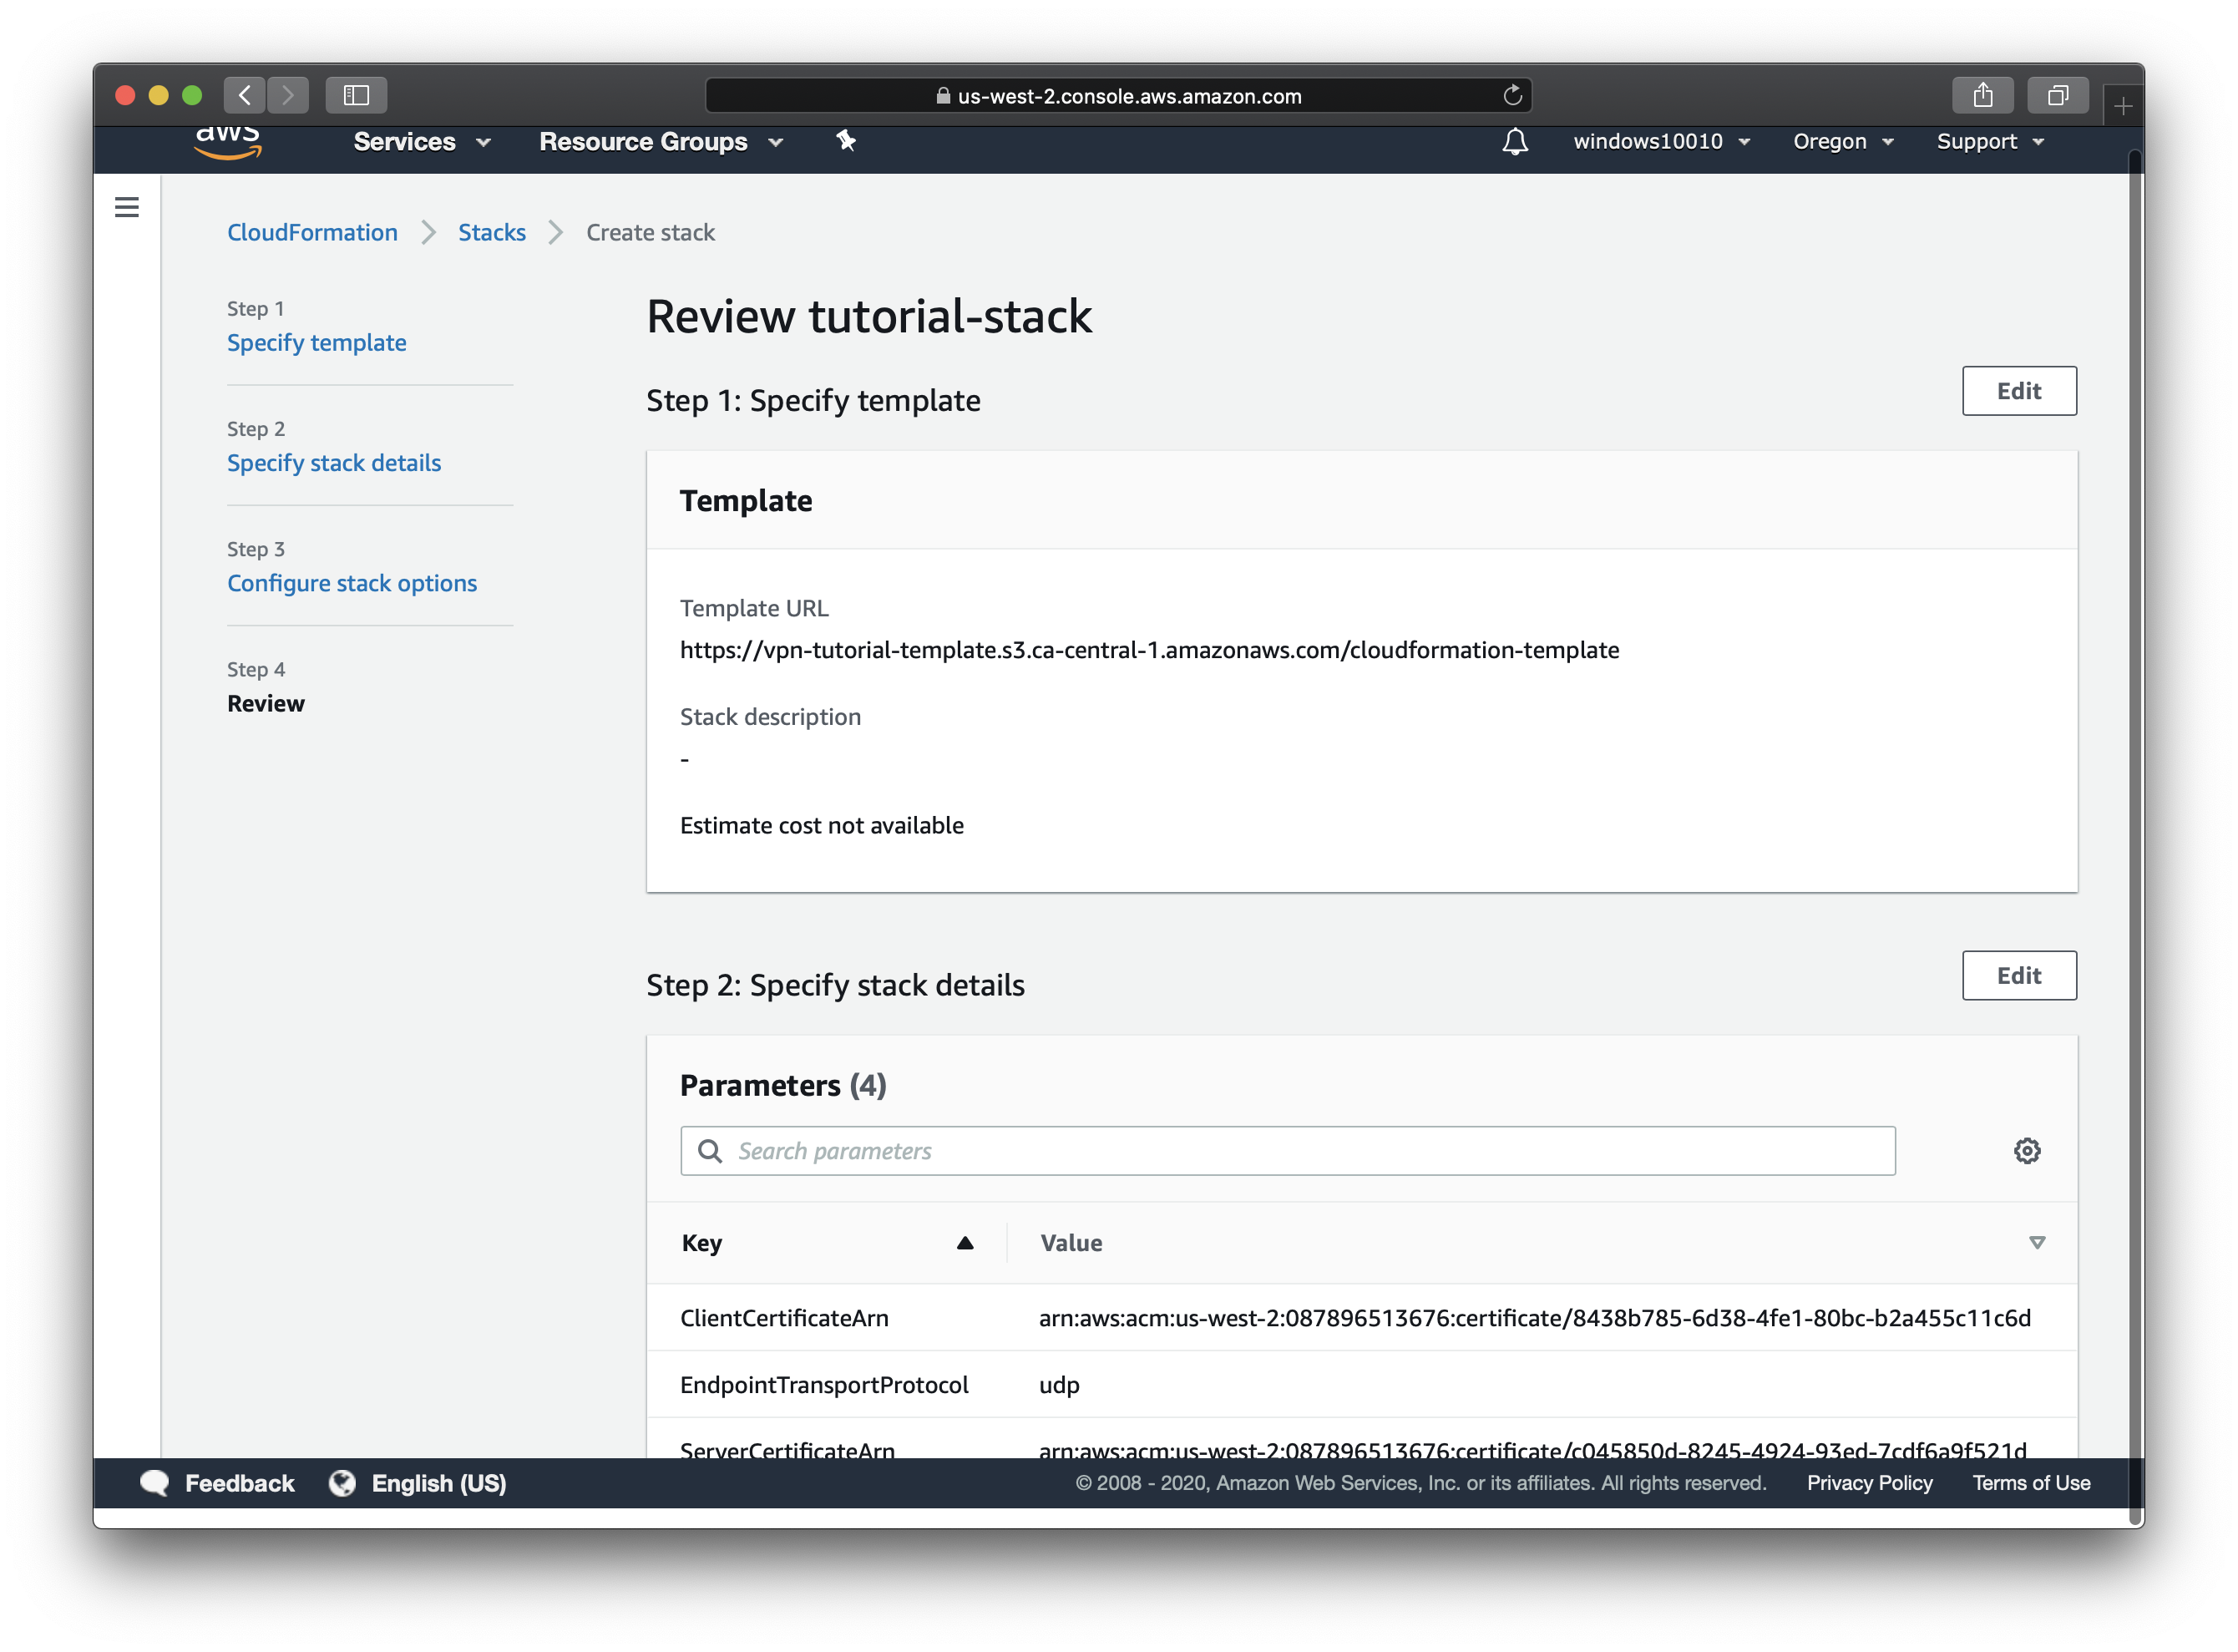 us-west-2.console.aws.amazon.com
aws Services Resource Groups windows10010 Oregon Support
CloudFormation Stacks Create stack
Step 1
Specify template
Step 2
Specify stack details
Step 3
Configure stack options
Step 4
Review
Review tutorial-stack
Step 1: Specify template
Edit
Template
Template URL
https://vpn-tutorial-template.s3.ca-central-1.amazonaws.com/cloudformation-template
Stack description
-
Estimate cost not available
Step 2: Specify stack details
Edit
Parameters (4)
Search parameters
Key Value
ClientCertificateArn arn:aws:acm:us-west-2:087896513676:certificate/8438b785-6d38-4fe1-80bc-b2a455c11c6d
EndpointTransportProtocol udp
ServerCertificateArn arn:aws:acm:us-west-2:087896513676:certificate/c045850d-8245-4924-93ed-7cdf6a9f521d
Feedback English (US) © 2008 - 2020, Amazon Web Services, Inc. or its affiliates. All rights reserved. Privacy Policy Terms of Use